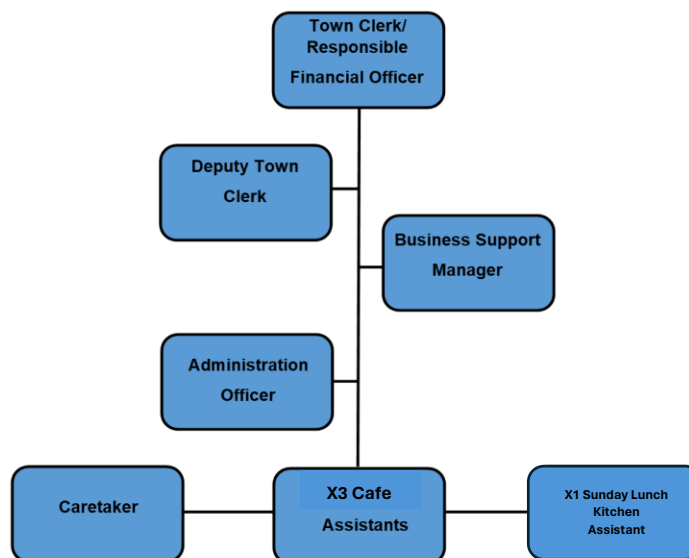 Town Clerk/
Responsible
Financial Officer
Deputy Town
Clerk
Business Support
Manager
Administration
Officer
Caretaker
X3 Cafe
Assistants
X1 Sunday Lunch
Kitchen
Assistant